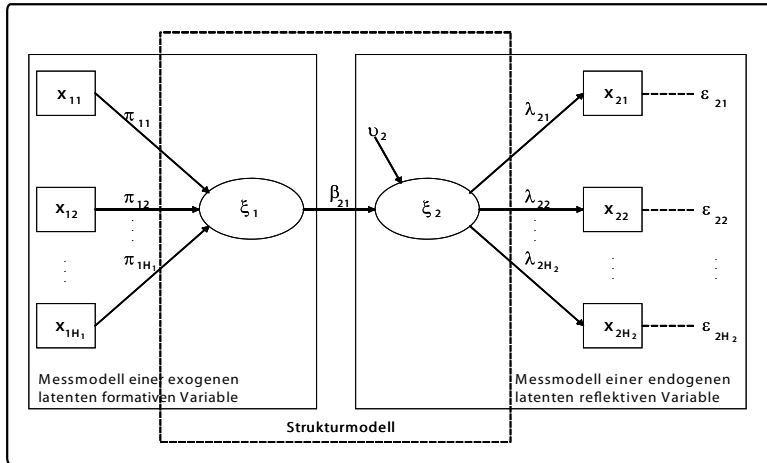 x11
π11
x21
ε21
λ21
υ2
x12
π12
ξ1
β21
ξ2
λ22
x22
ε22
π1H1
λ2H2
x1H1
x2H2
ε2H2
Messmodell einer exogenen
latenten formativen Variable
Messmodell einer endogenen
latenten reflektiven Variable
Strukturmodell